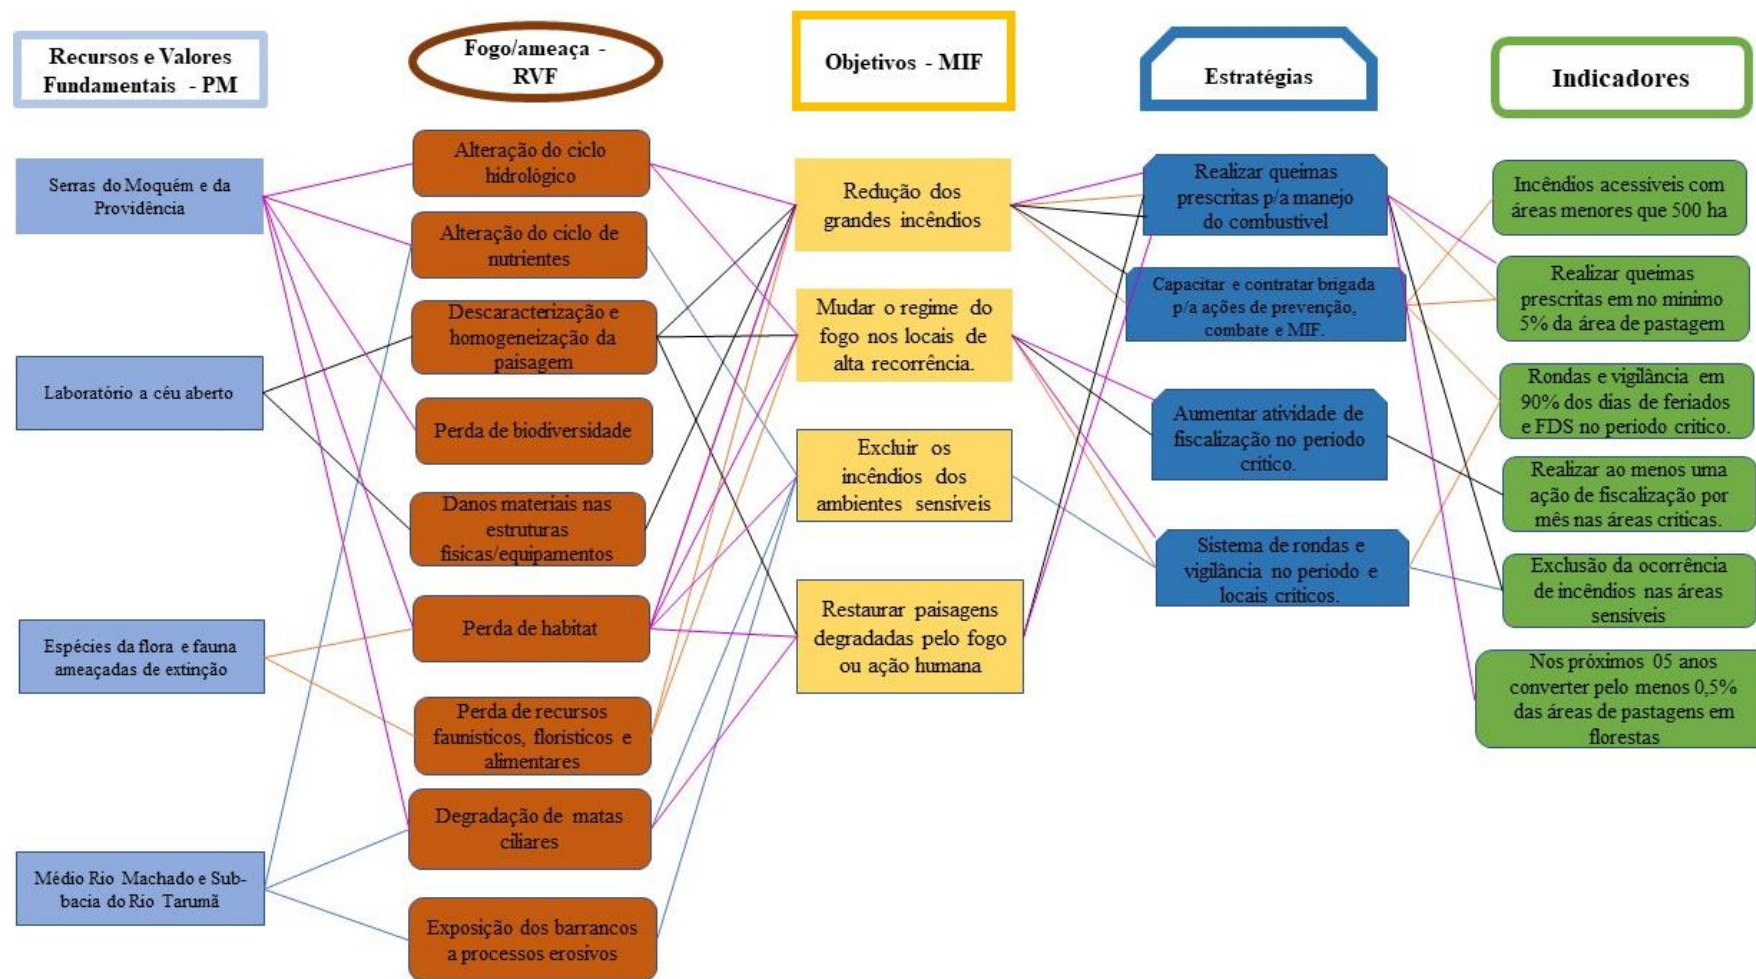 Recursos e Valores
Fundamentais - PM
Fogo/ameaça -
RVF
Objetivos - MIF
Estratégias
Indicadores
Serras do Moquém e da
Providência
Laboratório a céu aberto
Espécies da flora e fauna
ameaçadas de extinção
Médio Rio Machado e Sub-
bacia do Rio Tarumã
Alteração do ciclo
hidrológico
Alteração do ciclo de
nutrientes
Descaracterização e
homogeneização da
paisagem
Perda de biodiversidade
Danos materiais nas
estruturas
físicas/equipamentos
Perda de habitat
Perda de recursos
faunísticos, florísticos e
alimentares
Degradação de matas
ciliares
Exposição dos barrancos
a processos erosivos
Redução dos
grandes incêndios
Mudar o regime do
fogo nos locais de
alta recorrência.
Excluir os
incêndios dos
ambientes sensíveis
Restaurar paisagens
degradadas pelo fogo
ou ação humana
Realizar queimas
prescritas p/a manejo
do combustível
Capacitar e contratar brigada
p/a ações de prevenção,
combate e MIF.
Aumentar atividade de
fiscalização no período
crítico.
Sistema de rondas e
vigilância no período e
locais críticos.
Incêndios acessíveis com
áreas menores que 500 ha
Realizar queimas
prescritas em no mínimo
5% da área de pastagem
Rondas e vigilância em
90% dos dias de feriados
e FDS no período crítico.
Realizar ao menos uma
ação de fiscalização por
mês nas áreas críticas.
Exclusão da ocorrência
de incêndios nas áreas
sensíveis
Nos próximos 05 anos
converter pelo menos 0,5%
das áreas de pastagens em
florestas